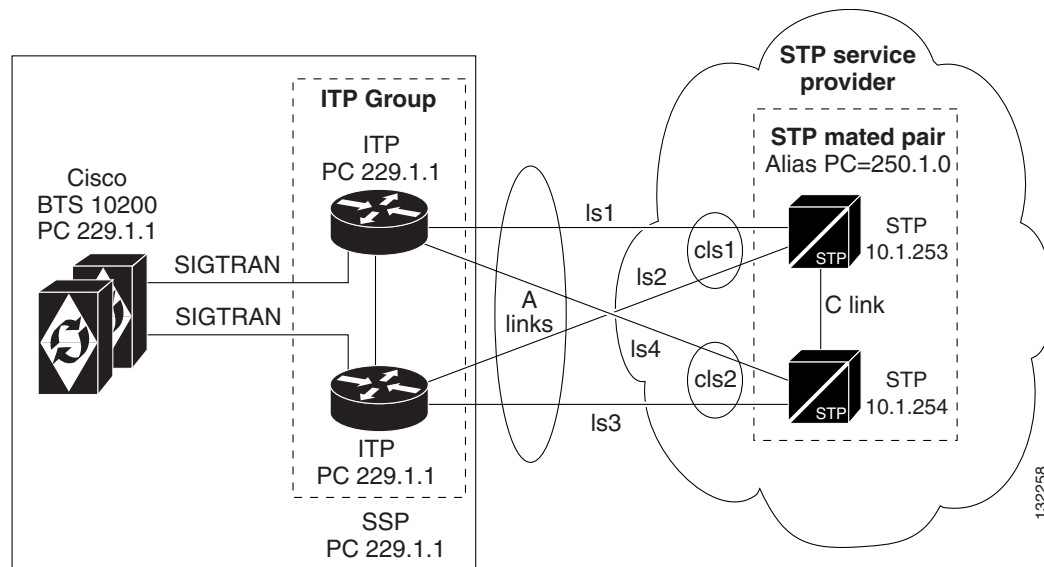 ITP Group
ITP
PC 229.1.1
Cisco
BTS 10200
PC 229.1.1
SIGTRAN
SIGTRAN
ITP
PC 229.1.1
SSP
PC 229.1.1
A
links
ls1
ls2
ls4
ls3
cls1
cls2
STP service
provider
STP mated pair
Alias PC=250.1.0
STP
STP
10.1.253
C link
STP
STP
10.1.254
132258